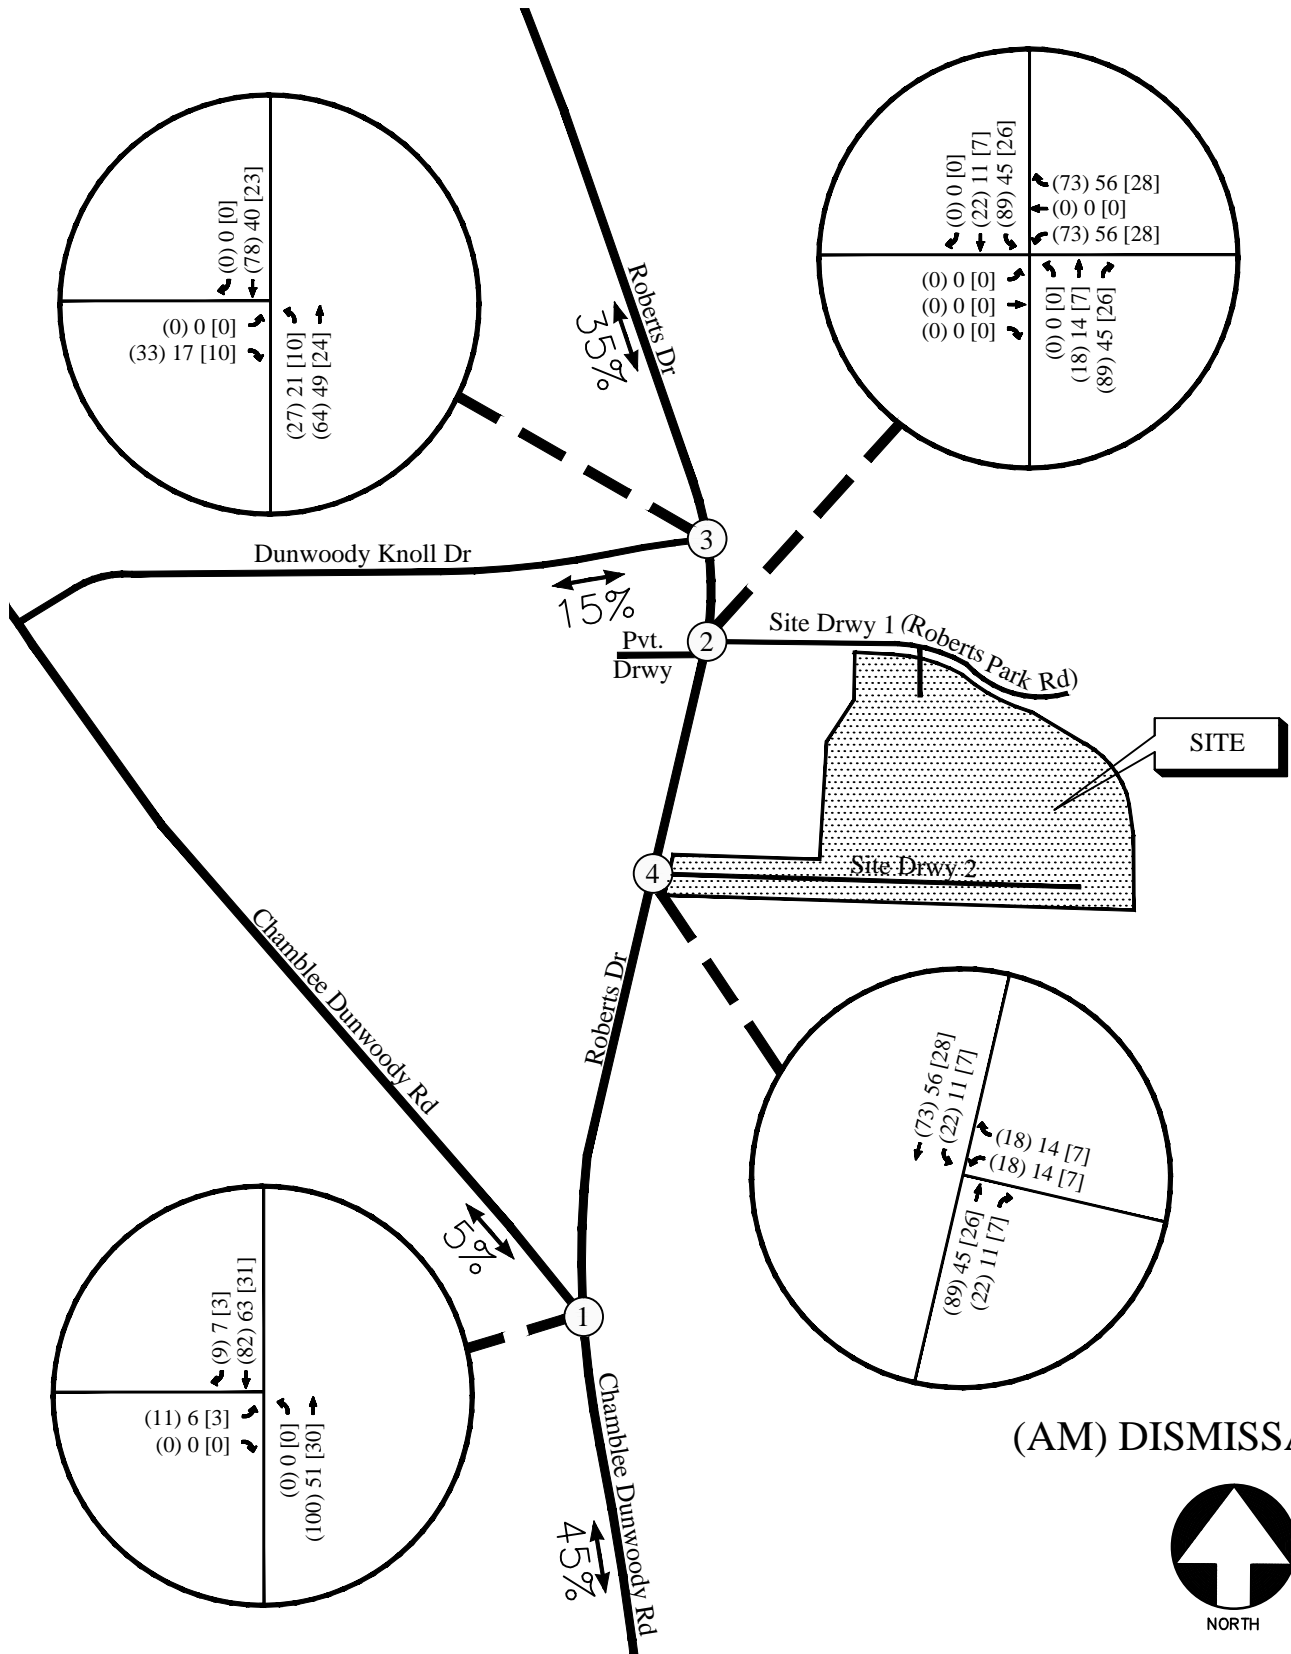 (0) 0 [0]
(78) 40 [23]
(0) 0 [0]
(33) 17 [10]
(27) 21 [10]
(64) 49 [24]
(0) 0 [0]
(22) 11 [7]
(89) 45 [26]
(73) 56 [28]
(0) 0 [0]
(73) 56 [28]
(0) 0 [0]
(0) 0 [0]
(0) 0 [0]
(0) 0 [0]
(18) 14 [7]
(89) 45 [26]
Roberts Dr
35%
3
Dunwoody Knoll Dr
15%
2
Pvt.
Drwy
Site Drwy 1 (Roberts Park Rd)
SITE
4
Site Drwy 2
Chamblee Dunwoody Rd
Roberts Dr
(73) 56 [28]
(22) 11 [7]
(18) 14 [7]
(18) 14 [7]
(89) 45 [26]
(22) 11 [7]
5%
1
(9) 7 [3]
(82) 63 [31]
(11) 6 [3]
(0) 0 [0]
(0) 0 [0]
(100) 51 [30]
Chamblee Dunwoody Rd
45%
(AM) DISMISSA
NORTH